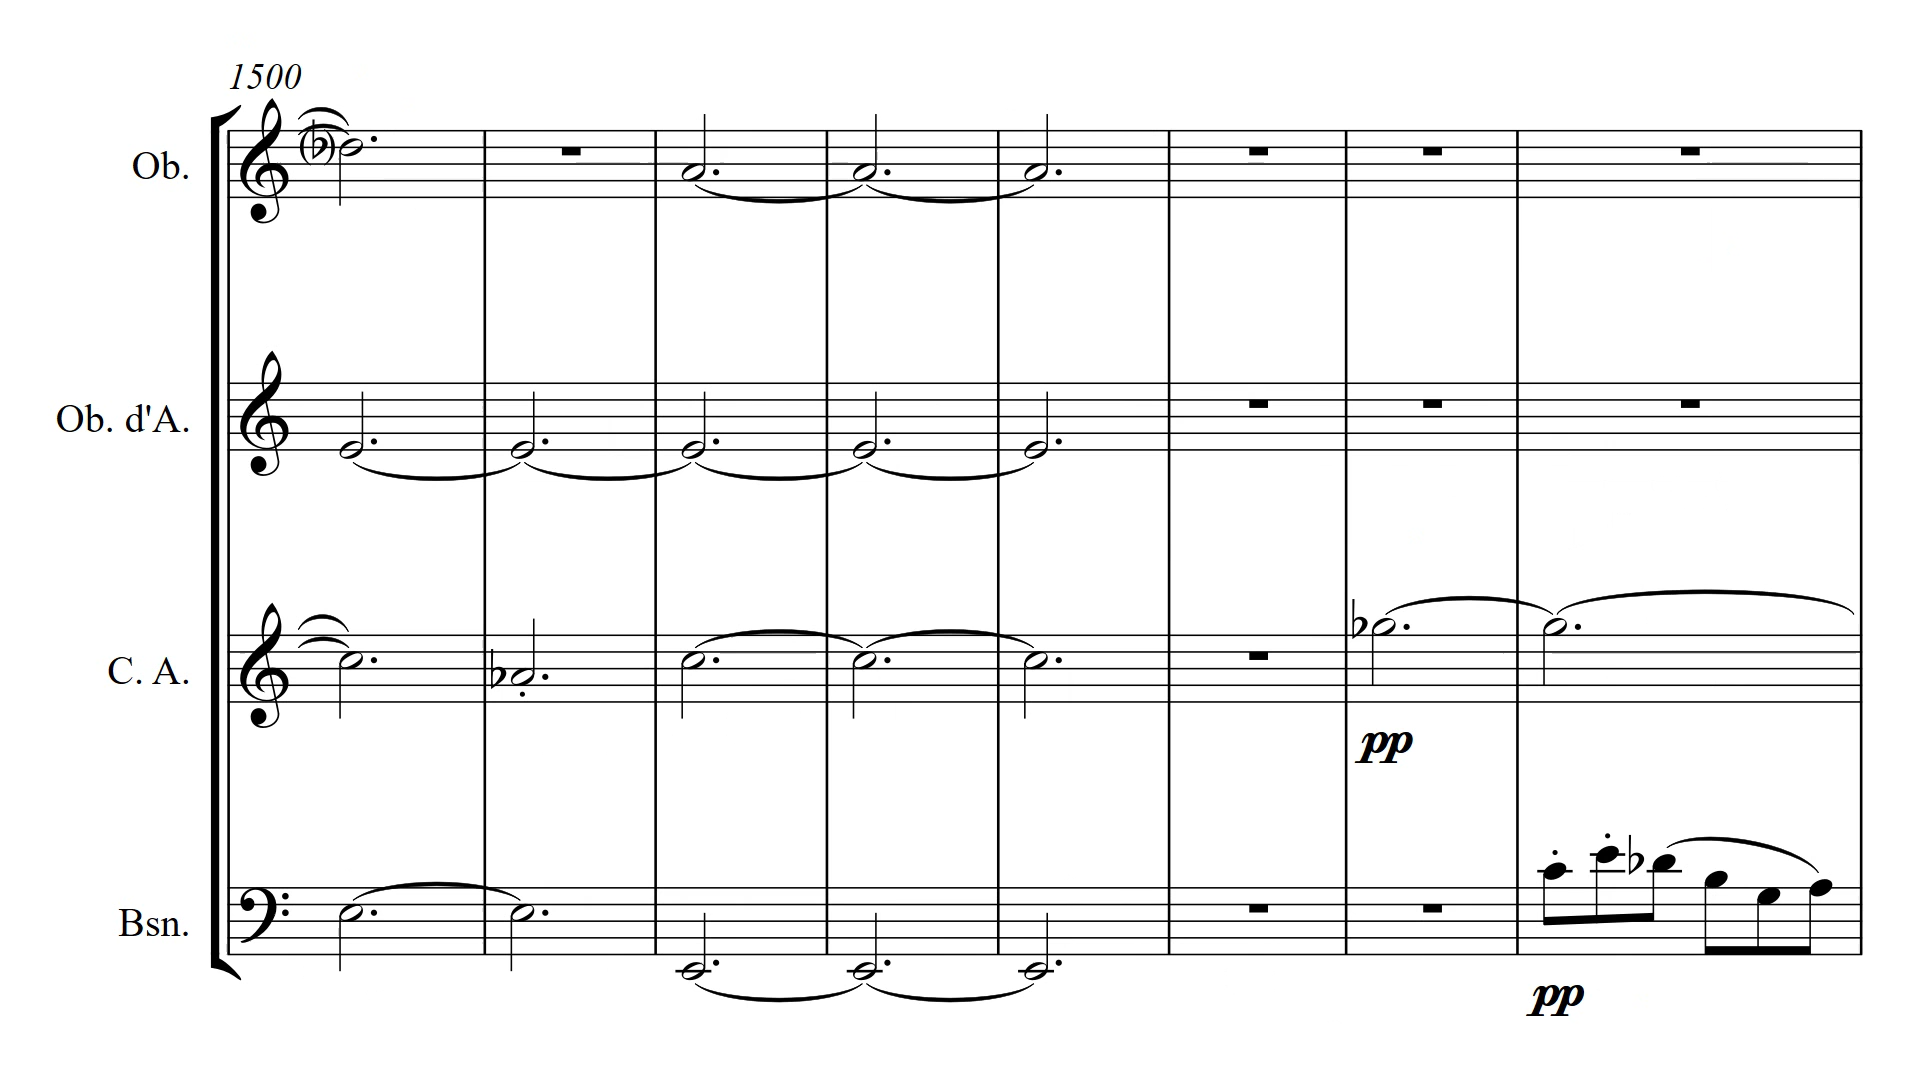 1500
Ob.
Ob. d'A.
C. A.
pp
Bsn.
pp